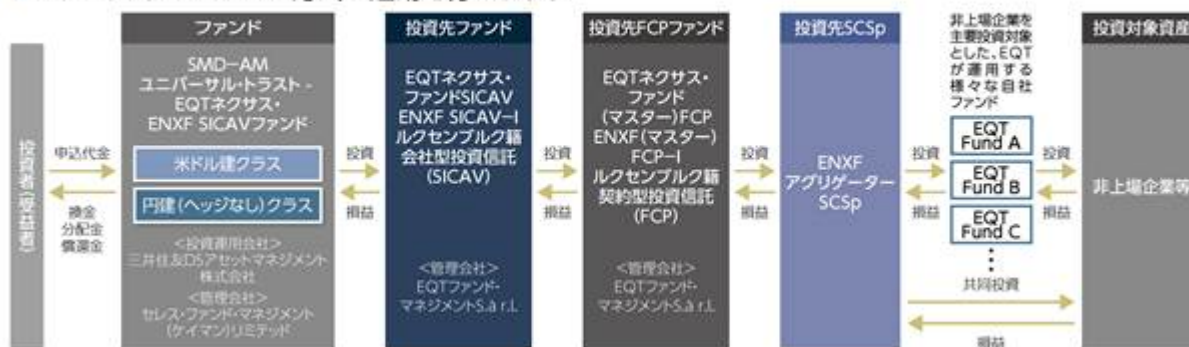 投資者(受益者)
申込代金
換金
分配金
償還金
ファンド
SMD-AM
ユニバーサル・トラスト -
EQTネクサス・
ENXF SICAVファンド
米ドル建クラス
円建(ヘッジなし)クラス
<投資運用会社>
三井住友DSアセットマネジメント
株式会社
<管理会社>
セレス・ファンド・マネジメント
(ケイマン)リミテッド
投資
損益
投資先ファンド
EQTネクサス・
ファンドSICAV
ENXF SICAV-I
ルクセンブルク籍
会社型投資信託
(SICAV)
<管理会社>
EQTファンド・
マネジメントS.à r.l.
投資
損益
投資先FCPファンド
EQTネクサス・
ファンド
(マスター)FCP
ENXF(マスター)
FCP-I
ルクセンブルク籍
契約型投資信託
(FCP)
<管理会社>
EQTファンド・
マネジメントS.à r.l.
投資
損益
投資先SCSp
ENXF
アグリゲーター
SCSp
投資
損益
非上場企業を
主要投資対象
とした、EQT
が運用する
様々な自社
ファンド
EQT
Fund A
EQT
Fund B
EQT
Fund C
投資
損益
共同投資
損益
投資対象資産
非上場企業等